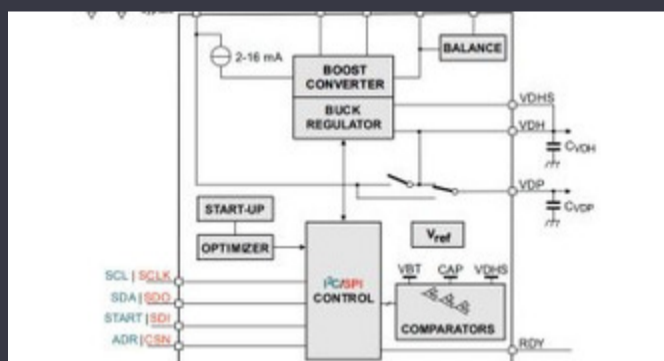 2-16 mA
BALANCE
BOOST
CONVERTER
BUCK
REGULATOR
VDHS
VDH
CVDH
VDP
CVDP
START-UP
OPTIMIZER
Vref
I²C/SPI
CONTROL
VBT CAP VDHS
COMPARATORS
SCL | SCLK
SDA | SDO
START | SDI
ADR | CSN
RDY